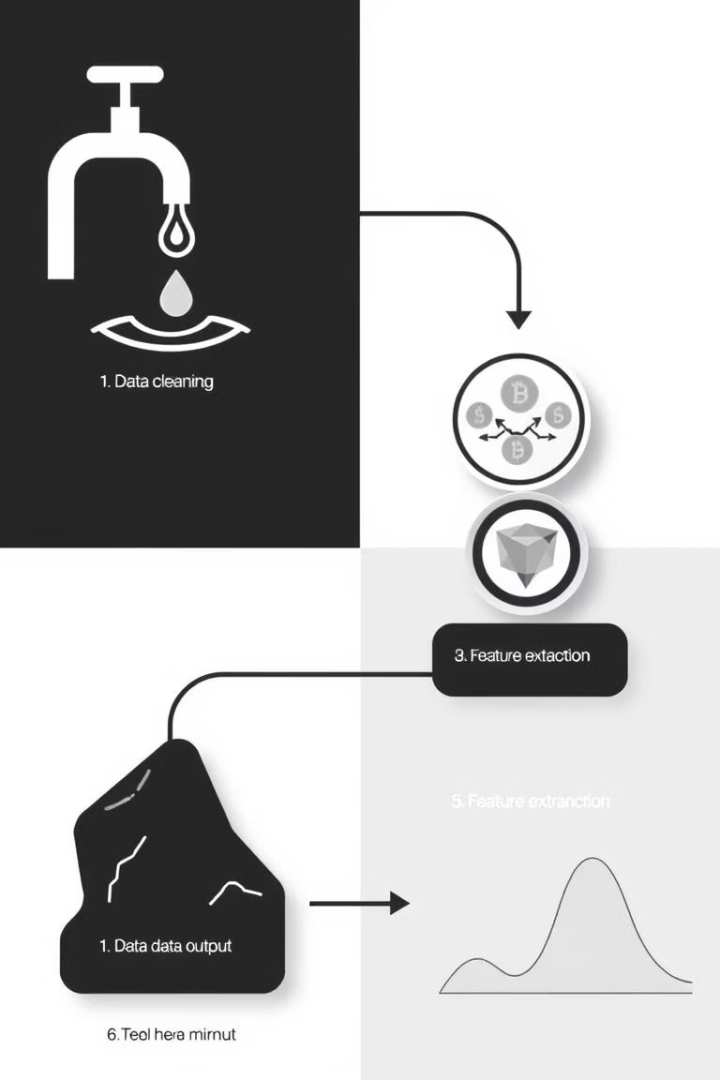 1. Data cleaning
3. Feature extaction
5. Feature extranction
1. Data data output
6.Teol hera mirnut